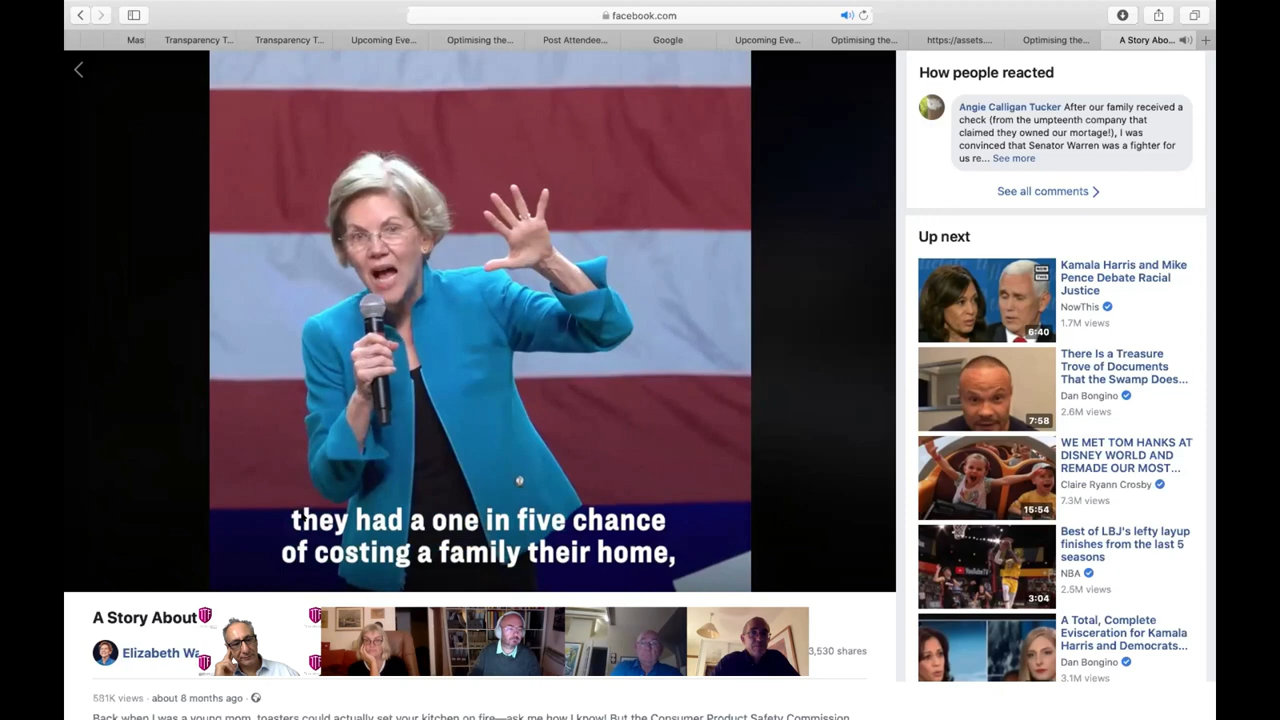 facebook.com
Mas
Transparency T...
Transparency T...
Upcoming Eve...
Optimising the...
Post Attendee...
Google
Upcoming Eve...
Optimising the...
https://assets....
Optimising the...
A Story Abo...
they had a one in five chance
of costing a family their home,
A Story About
Elizabeth Wa
3,530 shares
581K views · about 8 months ago ·
Back when I was a young mom, toasters could actually set your kitchen on fire—ask me how I know! But the Consumer Product Safety Commission
How people reacted
Angie Calligan Tucker After our family received a
check (from the umpteenth company that
claimed they owned our mortage!), I was
convinced that Senator Warren was a fighter for
us re... See more
See all comments
Up next
NOW
THIS
6:40
Kamala Harris and Mike
Pence Debate Racial
Justice
NowThis
1.7M views
7:58
There Is a Treasure
Trove of Documents
That the Swamp Does...
Dan Bongino
2.6M views
15:54
WE MET TOM HANKS AT
DISNEY WORLD AND
REMADE OUR MOST...
Claire Ryann Crosby
7.3M views
YouTubeTV
3:04
Best of LBJ's lefty layup
finishes from the last 5
seasons
NBA
2.5M views
A Total, Complete
Evisceration for Kamala
Harris and Democrats...
Dan Bongino
3.1M views